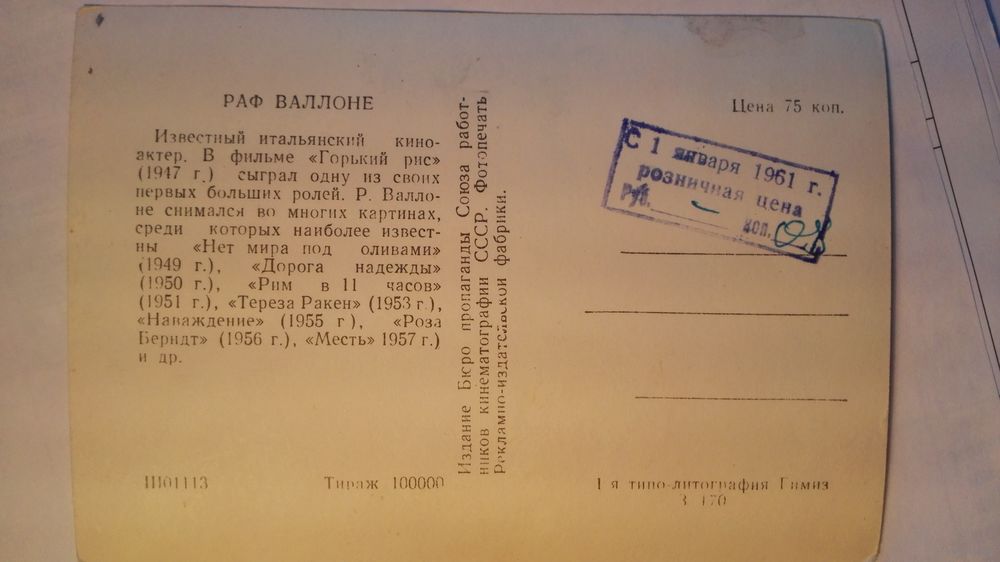 РАФ ВАЛЛОНЕ
Известный итальянский кино-
актер. В фильме «Горький рис»
(1947 г.) сыграл одну из своих
первых больших ролей. Р. Валло-
не снимался во многих картинах,
среди которых наиболее извест-
ны «Нет мира под оливами»
(1949 г.), «Дорога надежды»
(1950 г.), «Рим в 11 часов»
(1951 г.), «Тереза Ракен» (1953 г.),
«Наваждение» (1955 г), «Роза
Берндт» (1956 г.), «Месть» 1957 г.)
и др.
Ш01113
Тираж 100000
Издание Бюро пропаганды Союза работ-
ников кинематографии СССР. Фотопечать
Рекламно-издательской фабрики.
Цена 75 коп.
С 1 января 1961 г.
розничная цена
Руб. — коп. 08
1 я типо-литография Гимиз
З. 170